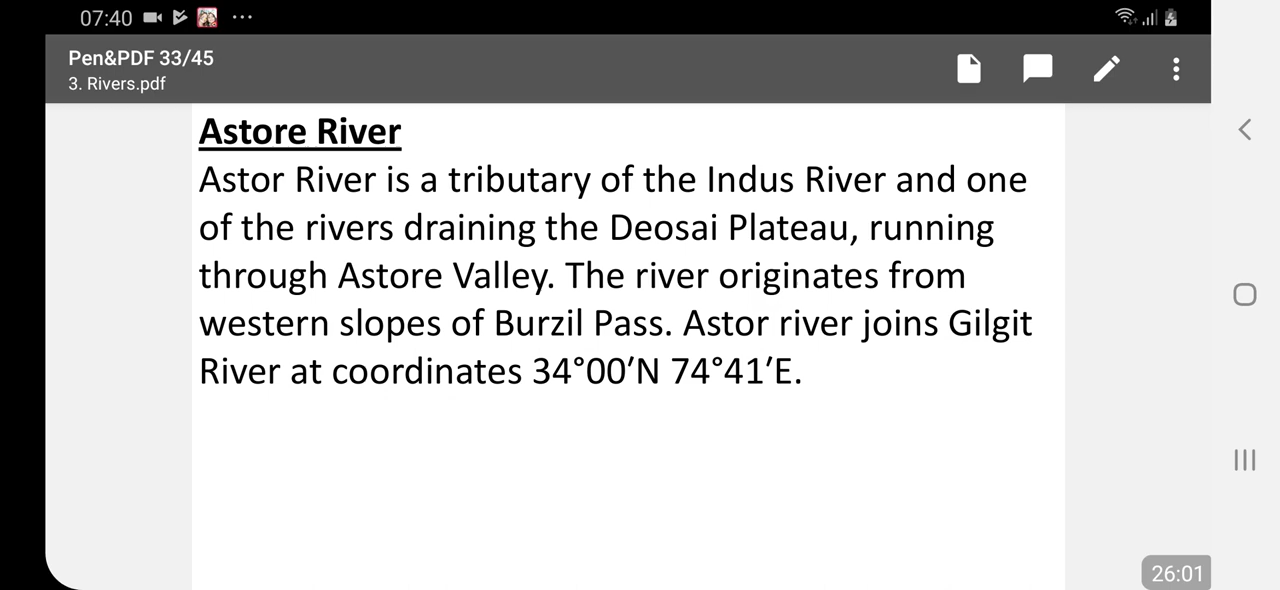 07:40
Pen&PDF 33/45
3. Rivers.pdf
Astore River
Astor River is a tributary of the Indus River and one
of the rivers draining the Deosai Plateau, running
through Astore Valley. The river originates from
western slopes of Burzil Pass. Astor river joins Gilgit
River at coordinates 34°00′N 74°41′E.
26:01